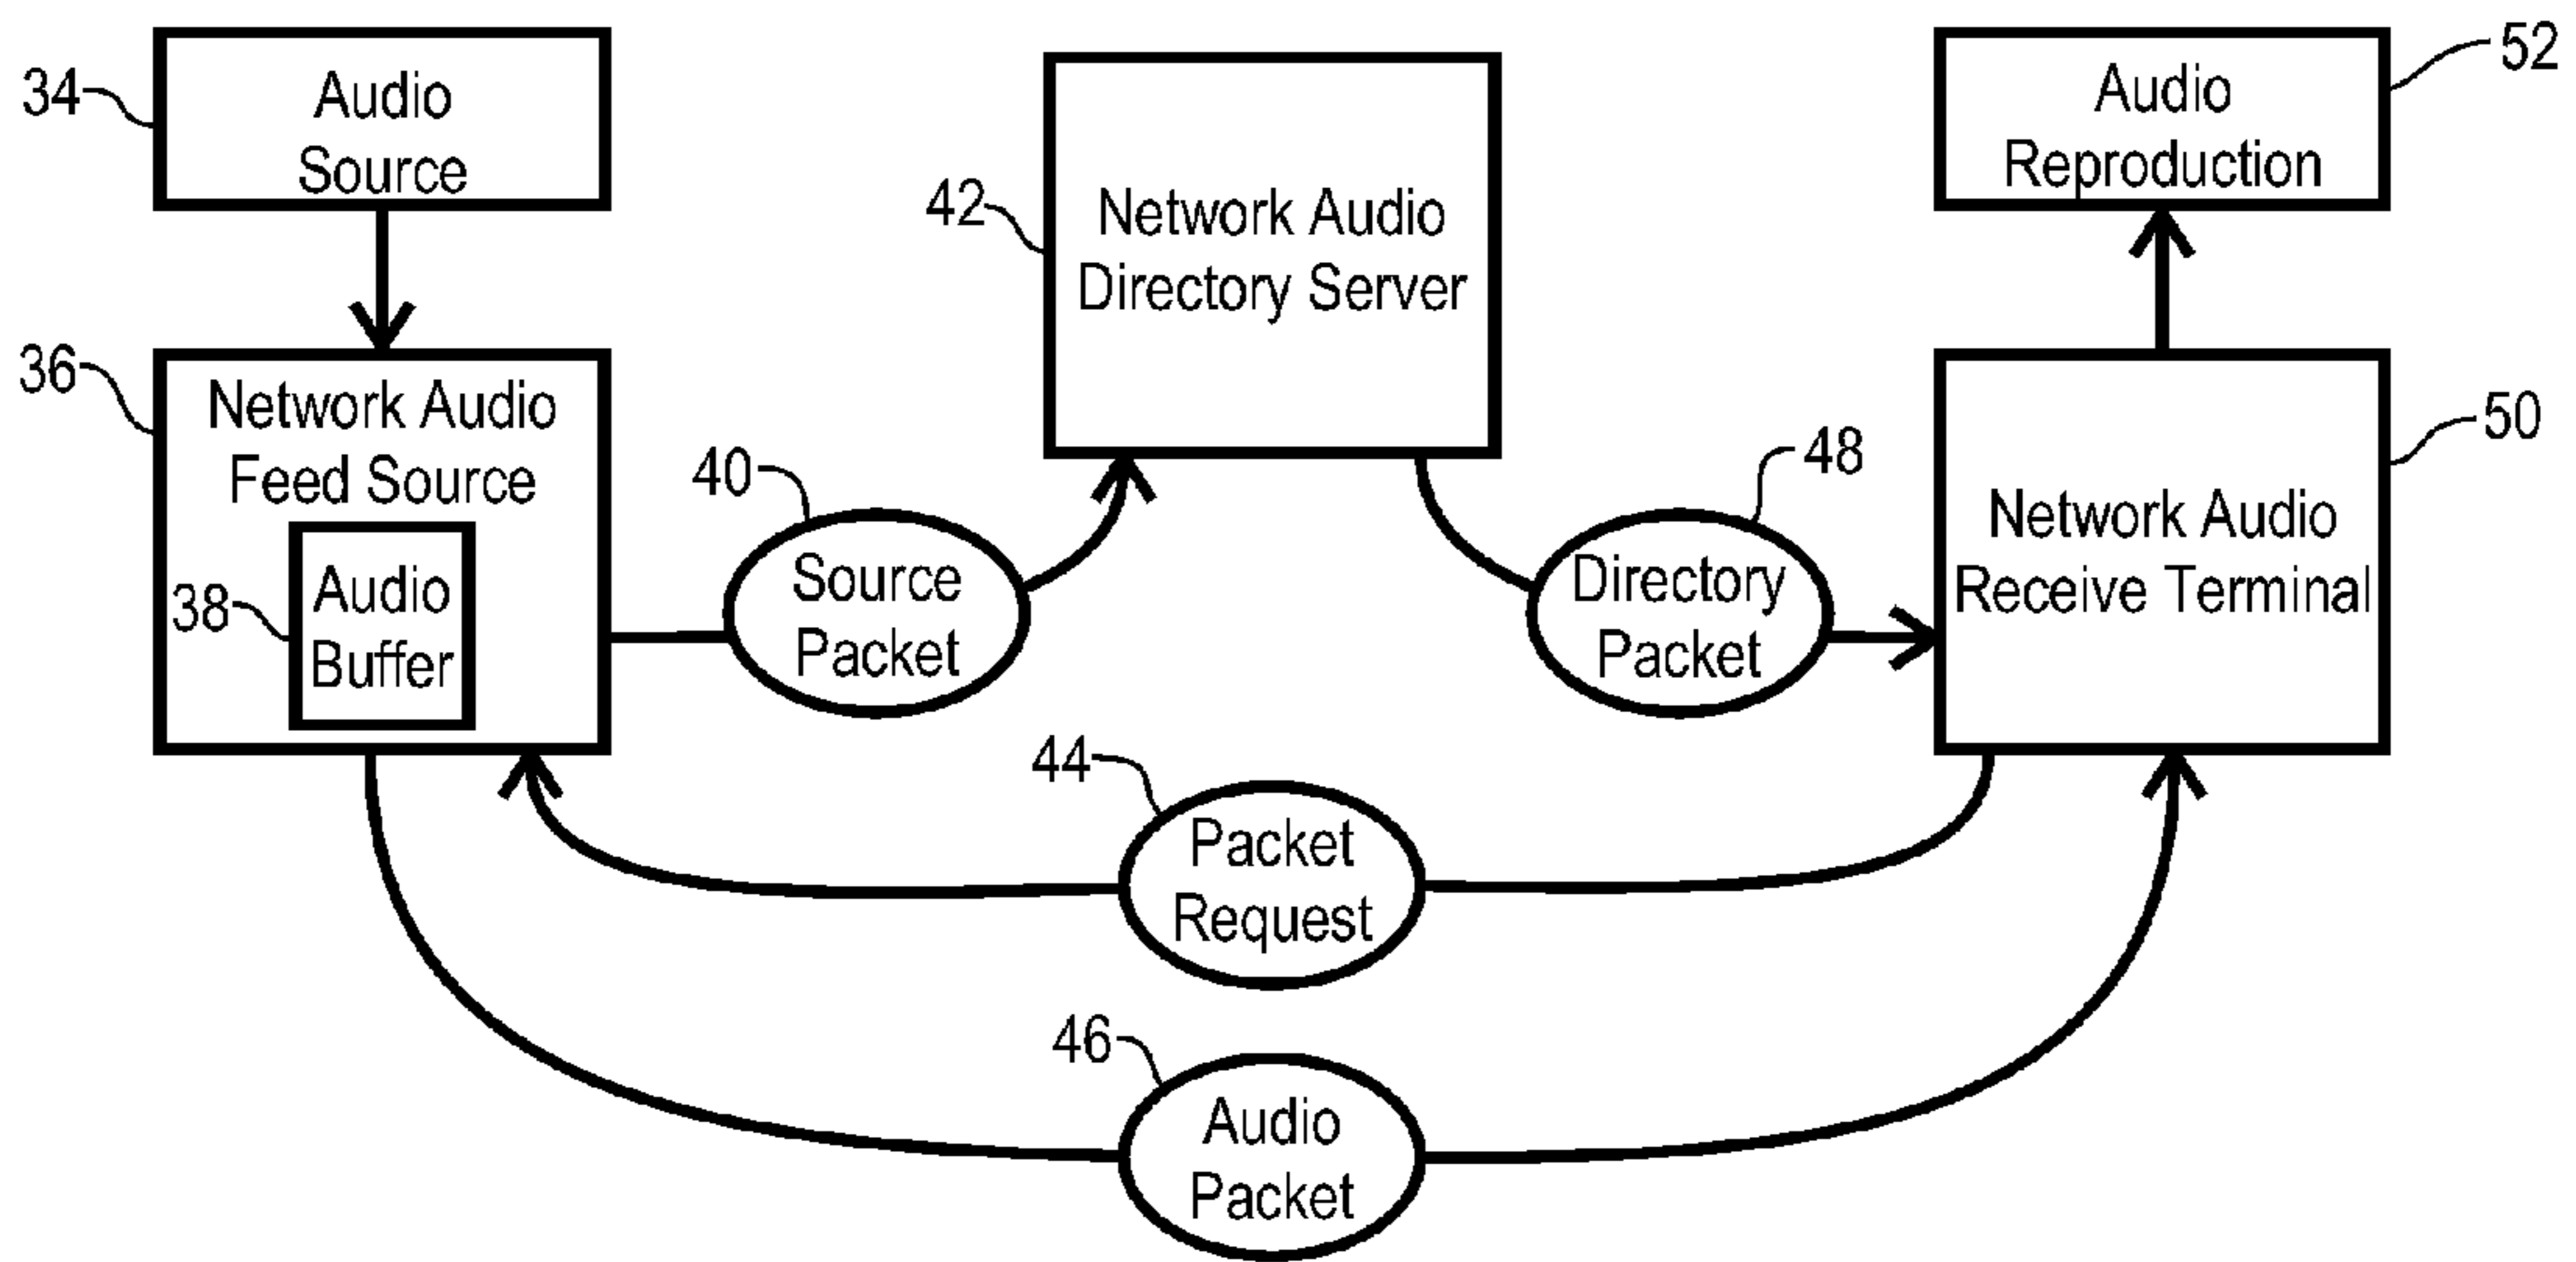 34
Audio
Source
36
Network Audio
Feed Source
38
Audio
Buffer
40
Source
Packet
42
Network Audio
Directory Server
48
Directory
Packet
52
Audio
Reproduction
50
Network Audio
Receive Terminal
44
Packet
Request
46
Audio
Packet